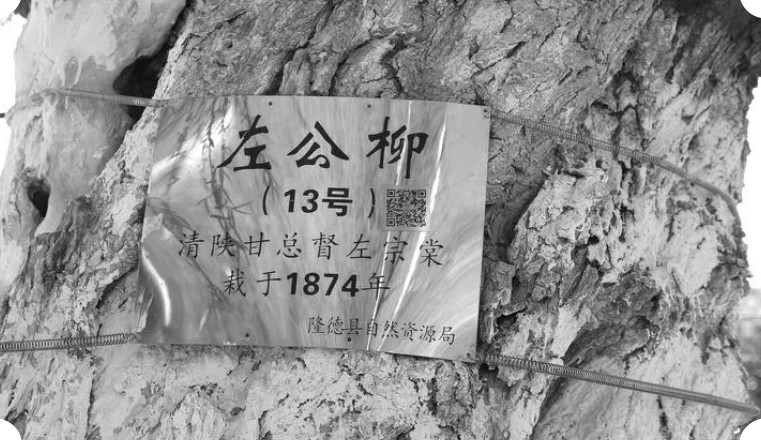 左公柳
（13号）
清陕甘总督左宗棠
栽于1874年
隆德县自然资源局